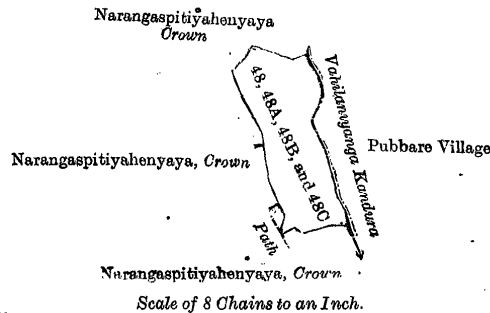 Narangaspitiyahenyaya
Crown
48, 48A, 48B, and 48C
Vahilaniyanga Kandura
Pubbare Village
Narangaspitiyahenyaya, Crown
Path
Narangaspitiyahenyaya, Crown
Scale of 8 Chains to an Inch.